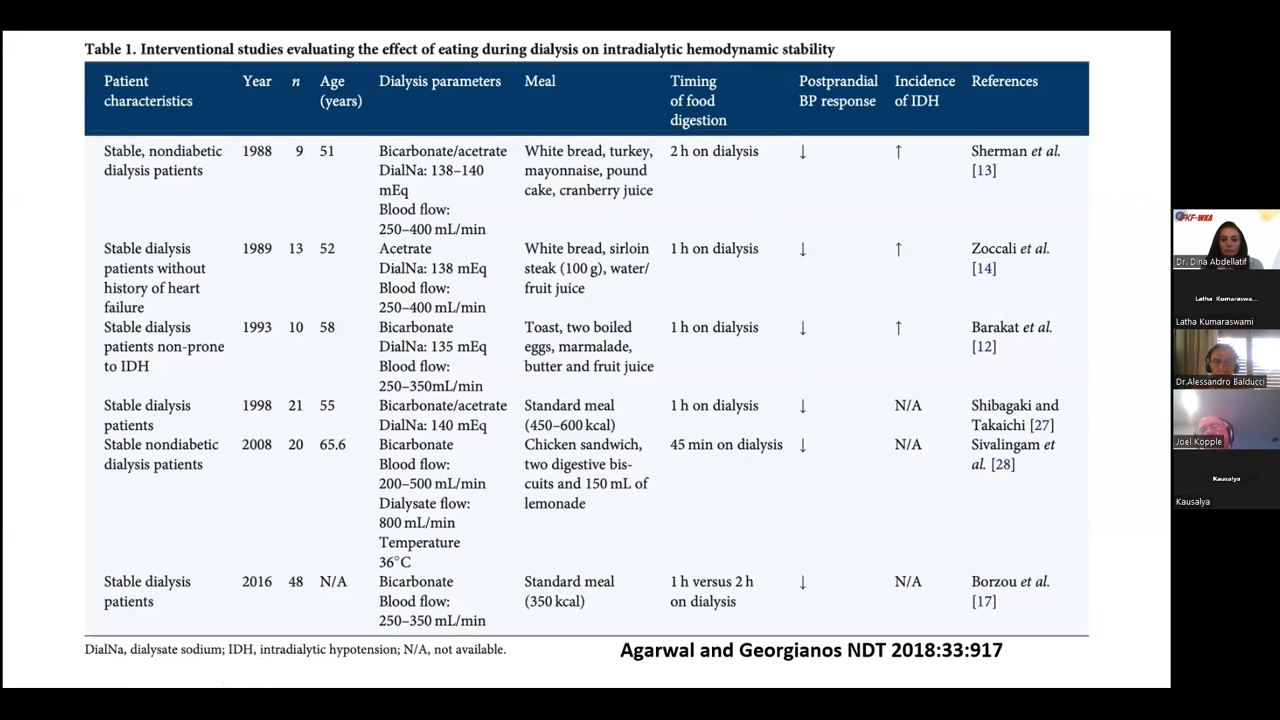 Table 1. Interventional studies evaluating the effect of eating during dialysis on intradialytic hemodynamic stability
Patient characteristics Year n Age (years) Dialysis parameters Meal Timing of food digestion Postprandial BP response Incidence of IDH References
Stable, nondiabetic dialysis patients 1988 9 51 Bicarbonate/acetrate DialNa: 138–140 mEq Blood flow: 250–400 mL/min White bread, turkey, mayonnaise, pound cake, cranberry juice 2 h on dialysis ↓ ↑ Sherman et al. [13]
Stable dialysis patients without history of heart failure 1989 13 52 Acetrate DialNa: 138 mEq Blood flow: 250–400 mL/min White bread, sirloin steak (100 g), water/ fruit juice 1 h on dialysis ↓ ↑ Zoccali et al. [14]
Stable dialysis patients non-prone to IDH 1993 10 58 Bicarbonate DialNa: 135 mEq Blood flow: 250–350mL/min Toast, two boiled eggs, marmalade, butter and fruit juice 1 h on dialysis ↓ ↑ Barakat et al. [12]
Stable dialysis patients 1998 21 55 Bicarbonate/acetrate DialNa: 140 mEq Standard meal (450–600 kcal) 1 h on dialysis ↓ N/A Shibagaki and Takaichi [27]
Stable nondiabetic dialysis patients 2008 20 65.6 Bicarbonate Blood flow: 200–500 mL/min Dialysate flow: 800 mL/min Temperature 36°C Chicken sandwich, two digestive bis- cuits and 150 mL of lemonade 45 min on dialysis ↓ N/A Sivalingam et al. [28]
Stable dialysis patients 2016 48 N/A Bicarbonate Blood flow: 250–350 mL/min Standard meal (350 kcal) 1 h versus 2 h on dialysis ↓ N/A Borzou et al. [17]
DialNa, dialysate sodium; IDH, intradialytic hypotension; N/A, not available.
Agarwal and Georgianos NDT 2018:33:917
IFKF-WKA
Dr. Dina Abdellatif
Latha Kumaraswa...
Latha Kumaraswami
Dr.Alessandro Balducci
Joel Kopple
Kausalya
Kausalya